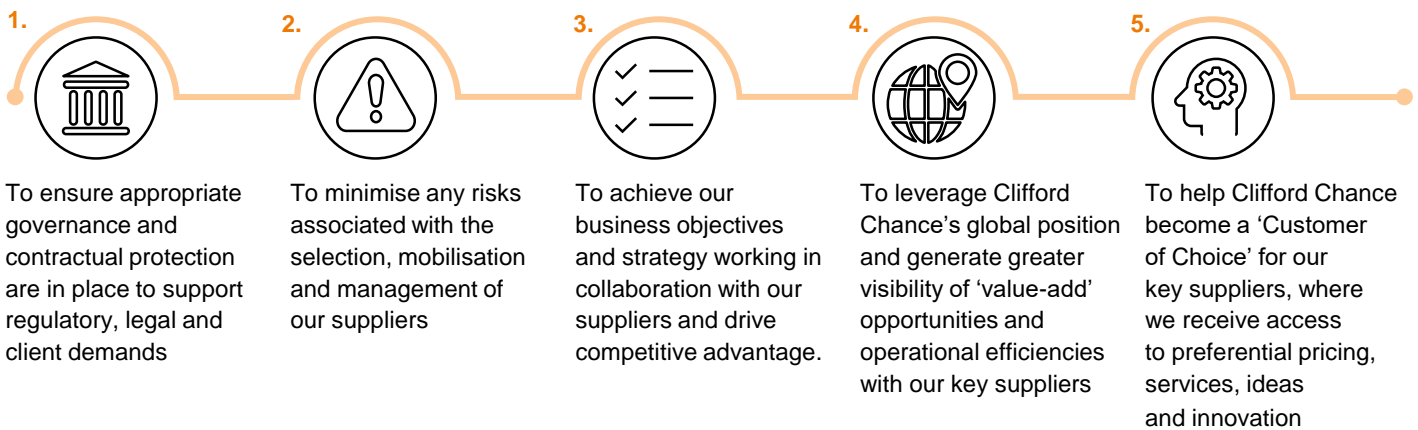 1.
To ensure appropriate
governance and
contractual protection
are in place to support
regulatory, legal and
client demands
2.
To minimise any risks
associated with the
selection, mobilisation
and management of
our suppliers
3.
To achieve our
business objectives
and strategy working in
collaboration with our
suppliers and drive
competitive advantage.
4.
To leverage Clifford
Chance’s global position
and generate greater
visibility of ‘value-add’
opportunities and
operational efficiencies
with our key suppliers
5.
To help Clifford Chance
become a ‘Customer
of Choice’ for our
key suppliers, where
we receive access
to preferential pricing,
services, ideas
and innovation